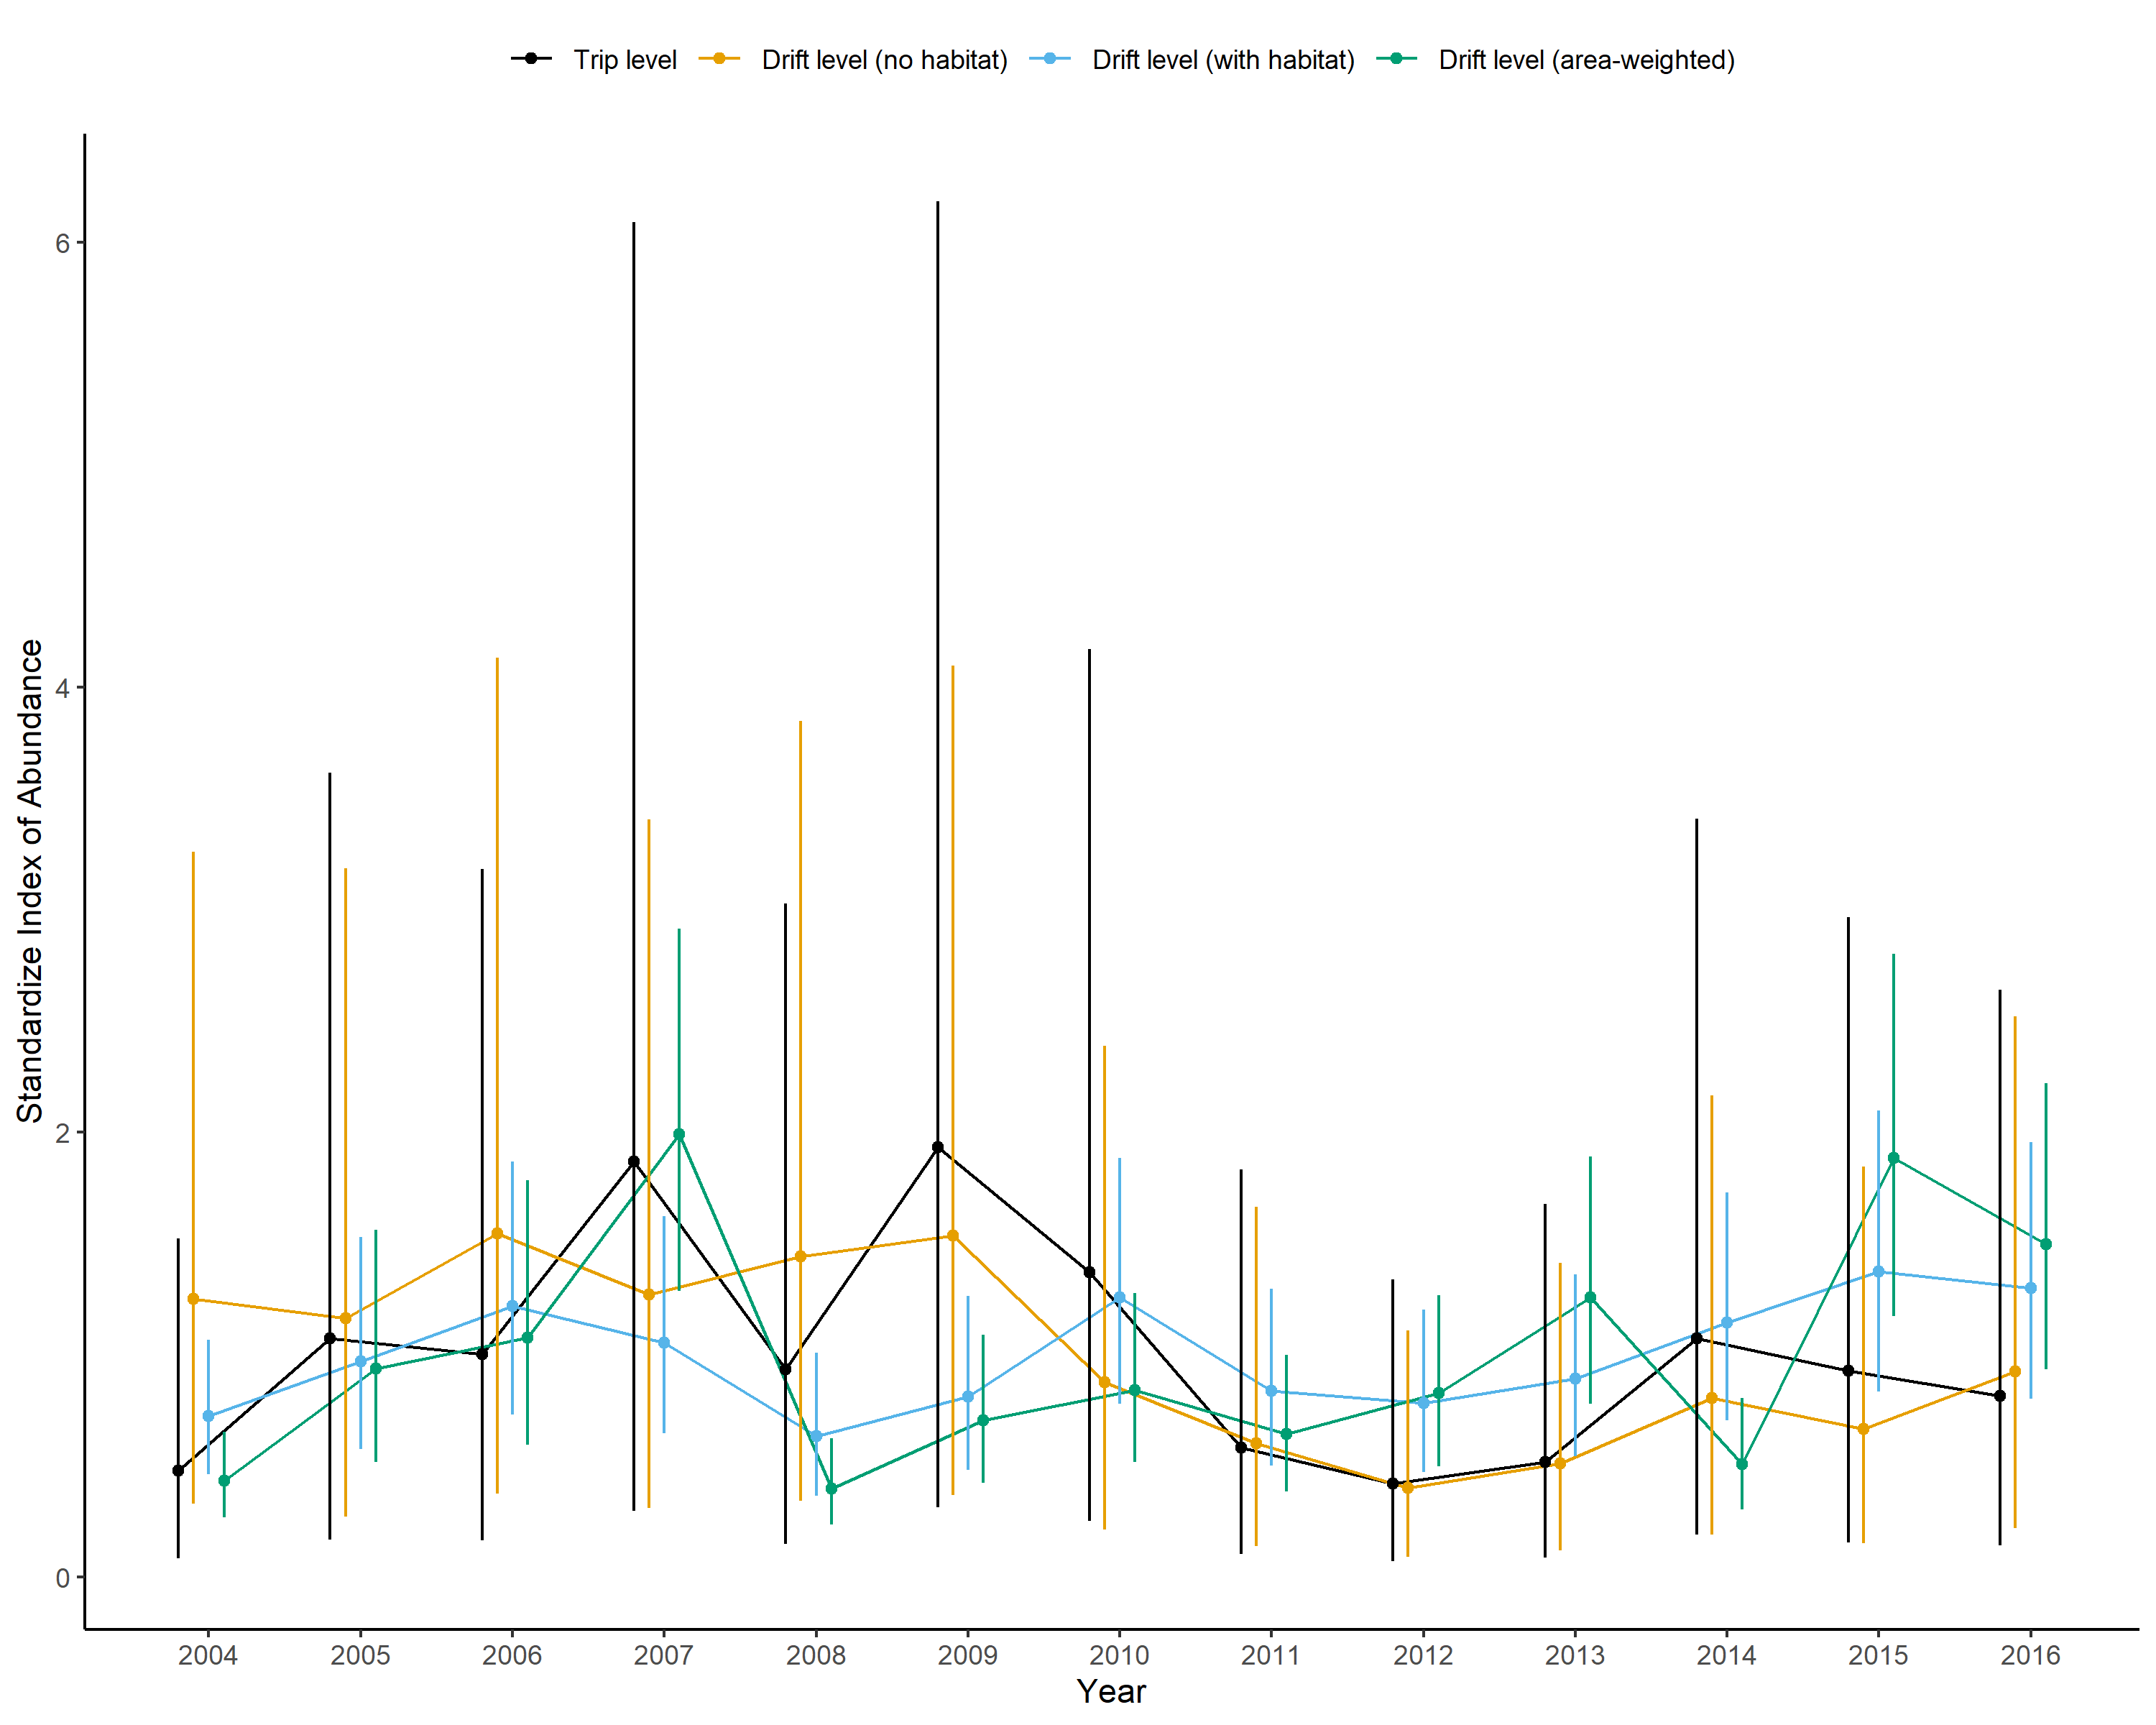 Trip level Drift level (no habitat) Drift level (with habitat) Drift level (area-weighted)
Standardize Index of Abundance
6
4
2
0
2004 2005 2006 2007 2008 2009 2010 2011 2012 2013 2014 2015 2016
Year